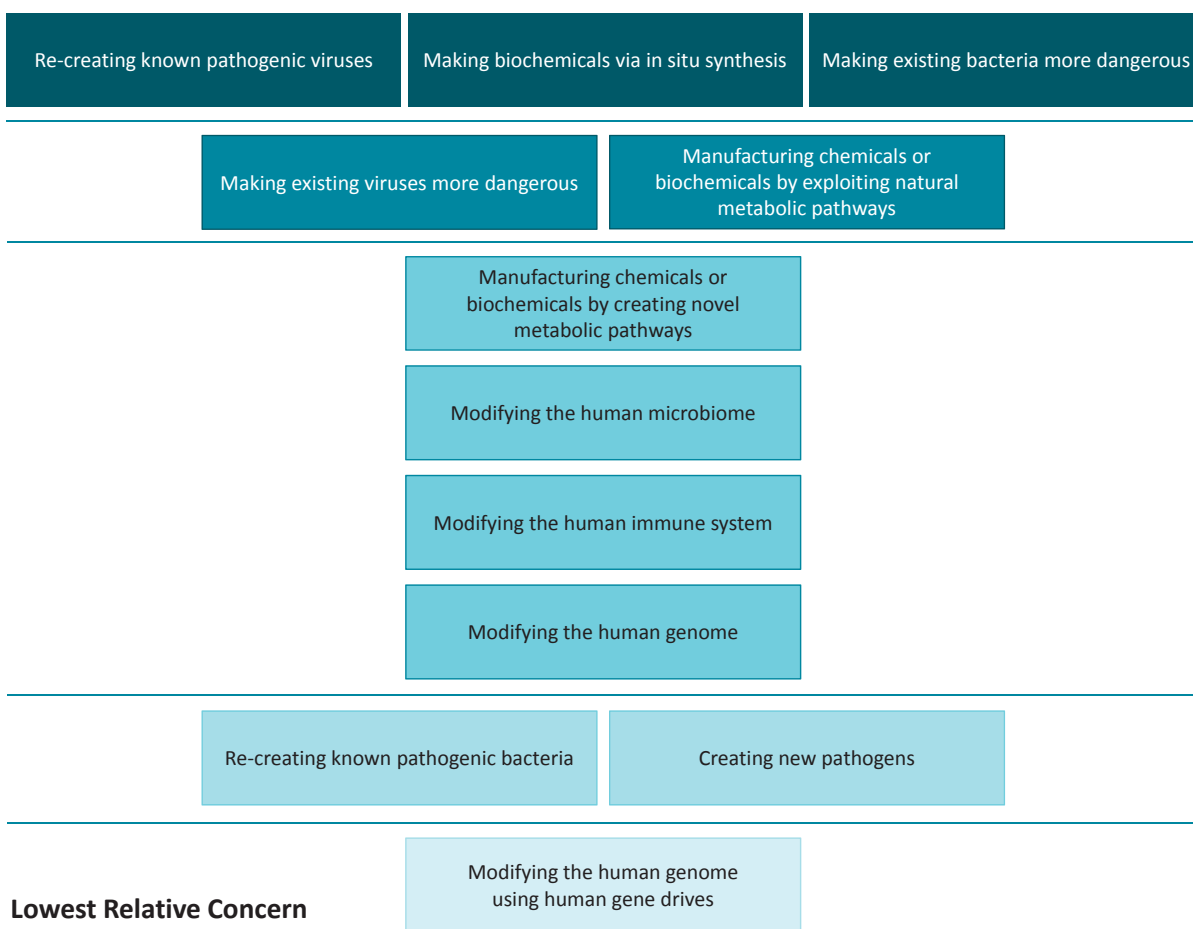 Re-creating known pathogenic viruses
Making biochemicals via in situ synthesis
Making existing bacteria more dangerous
Making existing viruses more dangerous
Manufacturing chemicals or
biochemicals by exploiting natural
metabolic pathways
Manufacturing chemicals or
biochemicals by creating novel
metabolic pathways
Modifying the human microbiome
Modifying the human immune system
Modifying the human genome
Re-creating known pathogenic bacteria
Creating new pathogens
Modifying the human genome
using human gene drives
Lowest Relative Concern